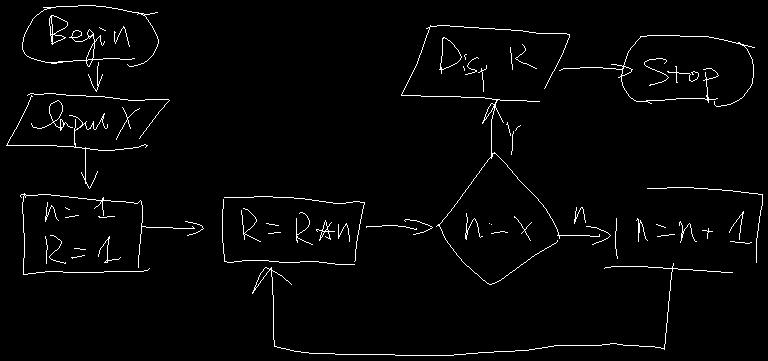 Begin
Input X
n=1
R=1
R=R*n
n=x
Y
Disp R
Stop
n
n=n+1